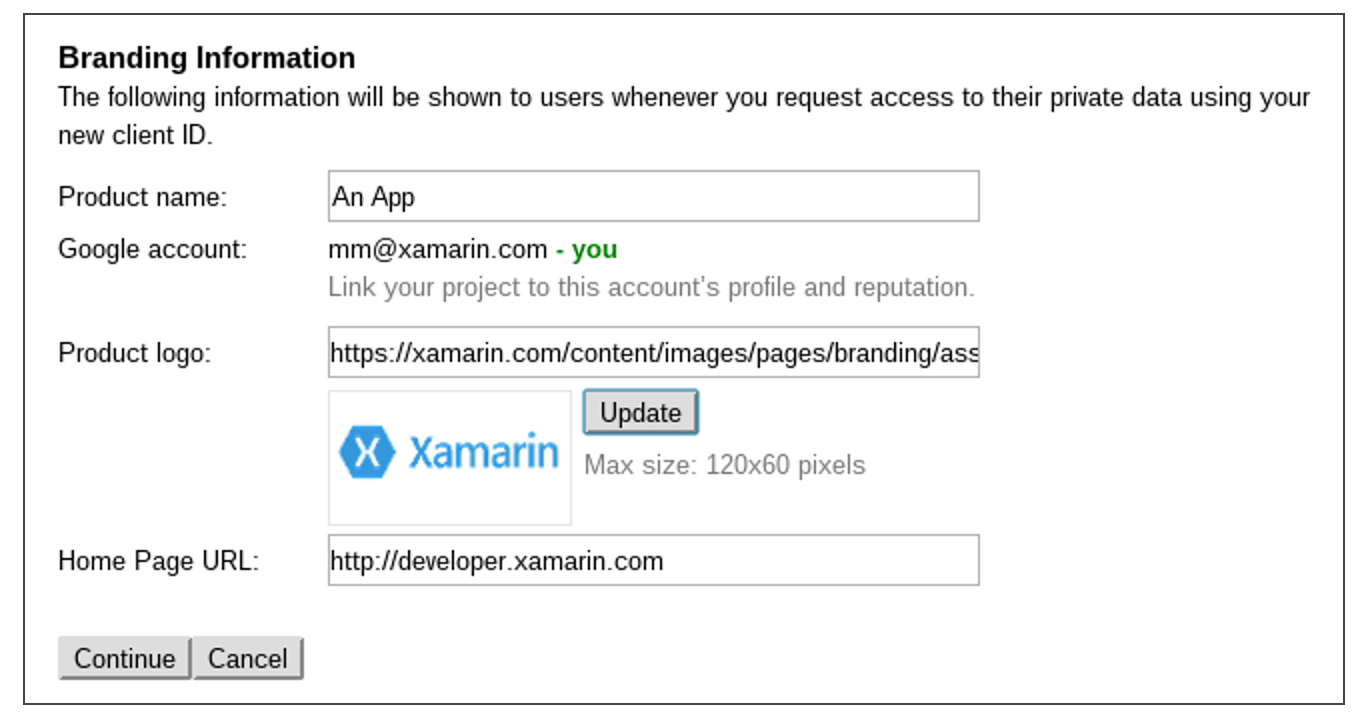 Branding Information
The following information will be shown to users whenever you request access to their private data using your
new client ID.
Product name: An App
Google account: mm@xamarin.com - you
Link your project to this account's profile and reputation.
Product logo: https://xamarin.com/content/images/pages/branding/ass
Update
X Xamarin
Max size: 120x60 pixels
Home Page URL: http://developer.xamarin.com
Continue Cancel